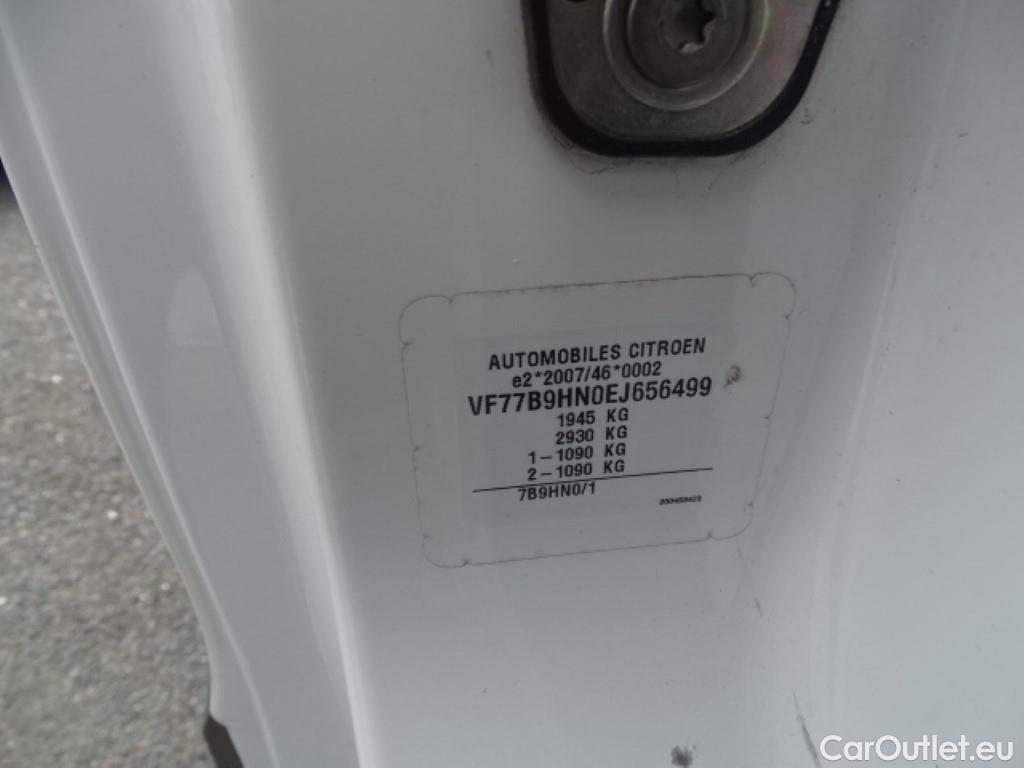 AUTOMOBILES CITROEN
e2*2007/46*0002
VF77B9HN0EJ656499
1945 KG
2930 KG
1-1090 KG
2-1090 KG
7B9HN0/1
CarOutlet.eu